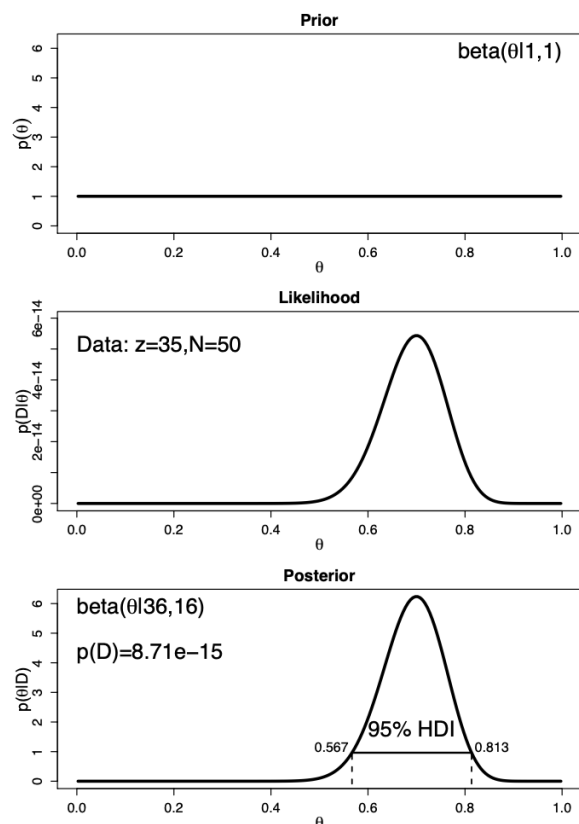 Prior
beta(θ|1,1)
p(θ)
0 1 2 3 4 5 6
0.0 0.2 0.4 0.6 0.8 1.0
θ
Likelihood
Data: z=35,N=50
p(D|θ)
0e+00 2e−14 4e−14 6e−14
0.0 0.2 0.4 0.6 0.8 1.0
θ
Posterior
beta(θ|36,16)
p(D)=8.71e−15
p(θ|D)
0 1 2 3 4 5 6
95% HDI
0.567 0.813
0.0 0.2 0.4 0.6 0.8 1.0
θ